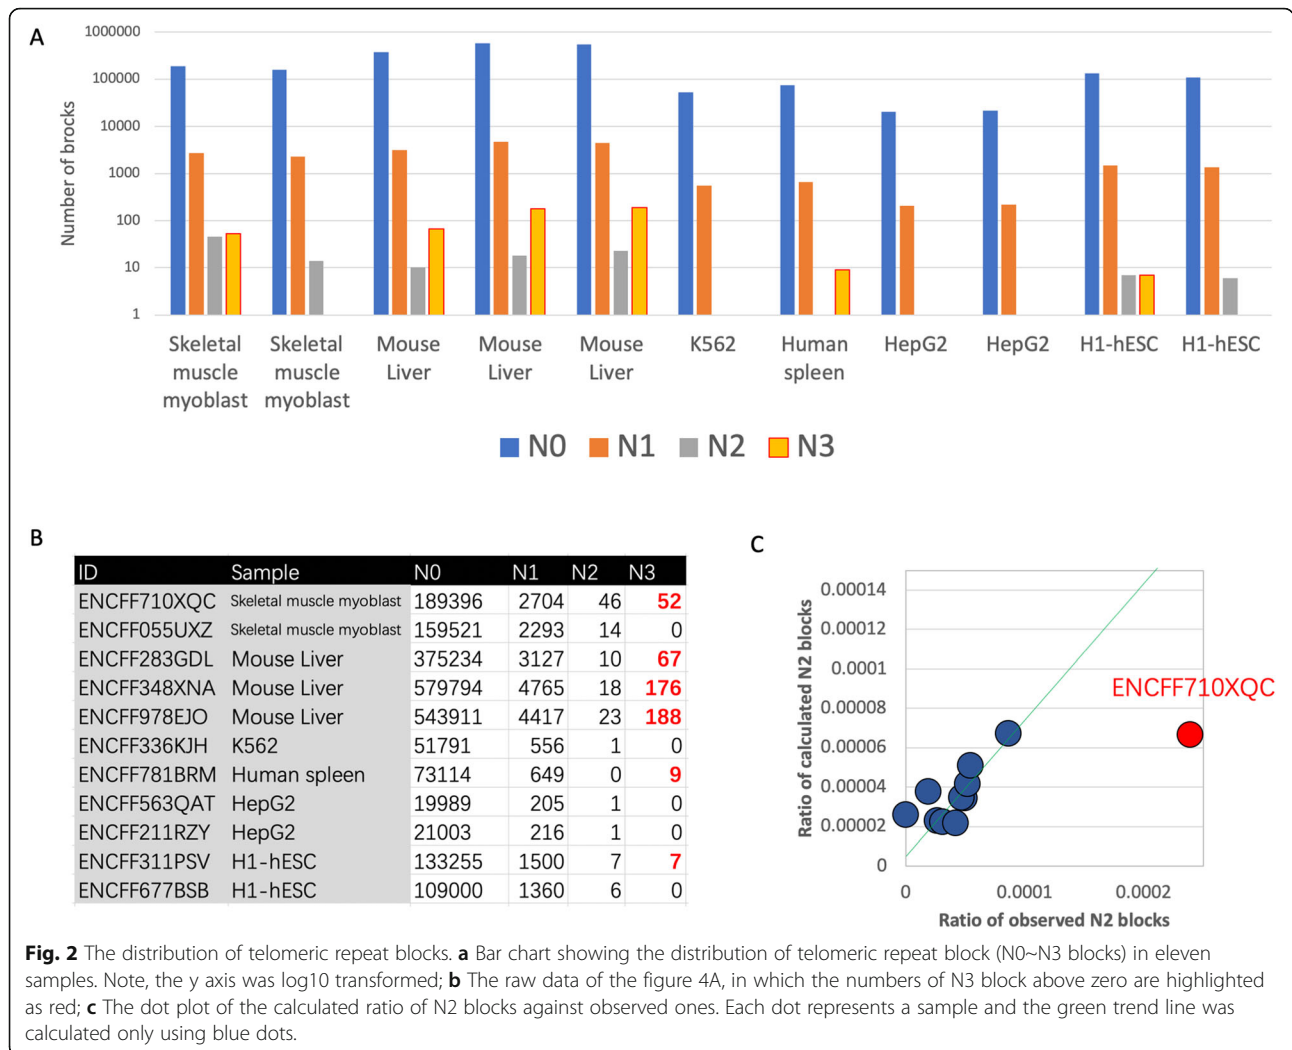 A
1000000
100000
10000
1000
100
10
1
Number of brocks
Skeletal muscle myoblast
Skeletal muscle myoblast
Mouse Liver
Mouse Liver
Mouse Liver
K562
Human spleen
HepG2
HepG2
H1-hESC
H1-hESC
N0 N1 N2 N3
B
ID Sample N0 N1 N2 N3
ENCFF710XQC Skeletal muscle myoblast 189396 2704 46 52
ENCFF055UXZ Skeletal muscle myoblast 159521 2293 14 0
ENCFF283GDL Mouse Liver 375234 3127 10 67
ENCFF348XNA Mouse Liver 579794 4765 18 176
ENCFF978EJO Mouse Liver 543911 4417 23 188
ENCFF336KJH K562 51791 556 1 0
ENCFF781BRM Human spleen 73114 649 0 9
ENCFF563QAT HepG2 19989 205 1 0
ENCFF211RZY HepG2 21003 216 1 0
ENCFF311PSV H1-hESC 133255 1500 7 7
ENCFF677BSB H1-hESC 109000 1360 6 0
C
Ratio of calculated N2 blocks
0.00014
0.00012
0.0001
0.00008
0.00006
0.00004
0.00002
0
ENCFF710XQC
0 0.0001 0.0002
Ratio of observed N2 blocks
Fig. 2 The distribution of telomeric repeat blocks. a Bar chart showing the distribution of telomeric repeat block (N0~N3 blocks) in eleven
samples. Note, the y axis was log10 transformed; b The raw data of the figure 4A, in which the numbers of N3 block above zero are highlighted
as red; c The dot plot of the calculated ratio of N2 blocks against observed ones. Each dot represents a sample and the green trend line was
calculated only using blue dots.